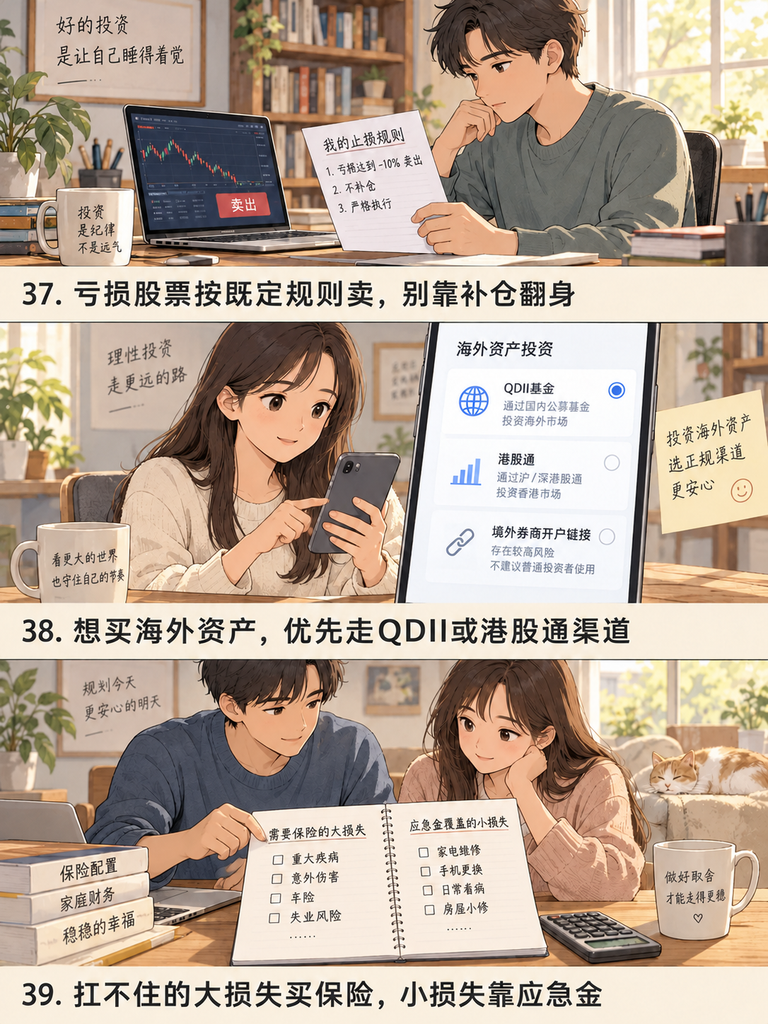 好的投资
是让自己睡得着觉
卖出
我的止损规则
1. 亏损达到 -10% 卖出
2. 不补仓
3. 严格执行
投资
是纪律
不是运气
37. 亏损股票按既定规则卖，别靠补仓翻身
理性投资
走更远的路
海外资产投资
QDII基金
通过国内公募基金
投资海外市场
港股通
通过沪/深港股通
投资香港市场
境外券商开户链接
存在较高风险
不建议普通投资者使用
投资海外资产
选正规渠道
更安心
看更大的世界
也守住自己的节奏
38. 想买海外资产，优先走QDII或港股通渠道
规划今天
更安心的明天
需要保险的大损失
重大疾病
意外伤害
车险
失业风险
……
应急金覆盖的小损失
家电维修
手机更换
日常看病
房屋小修
……
保险配置
家庭财务
稳稳的幸福
做好取舍
才能走得更稳
39. 扛不住的大损失买保险，小损失靠应急金